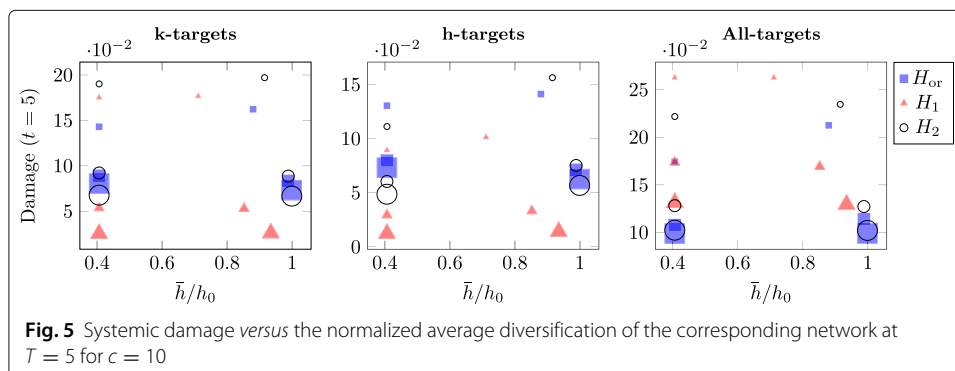 k-targets
h-targets
All-targets
·10⁻²
·10⁻²
·10⁻²
Damage (t = 5)
20
15
10
5
15
10
5
0
25
20
15
10
0.4 0.6 0.8 1
0.4 0.6 0.8 1
0.4 0.6 0.8 1
h̄/h₀
h̄/h₀
h̄/h₀
H_or
H₁
H₂
Fig. 5 Systemic damage versus the normalized average diversification of the corresponding network at
T = 5 for c = 10